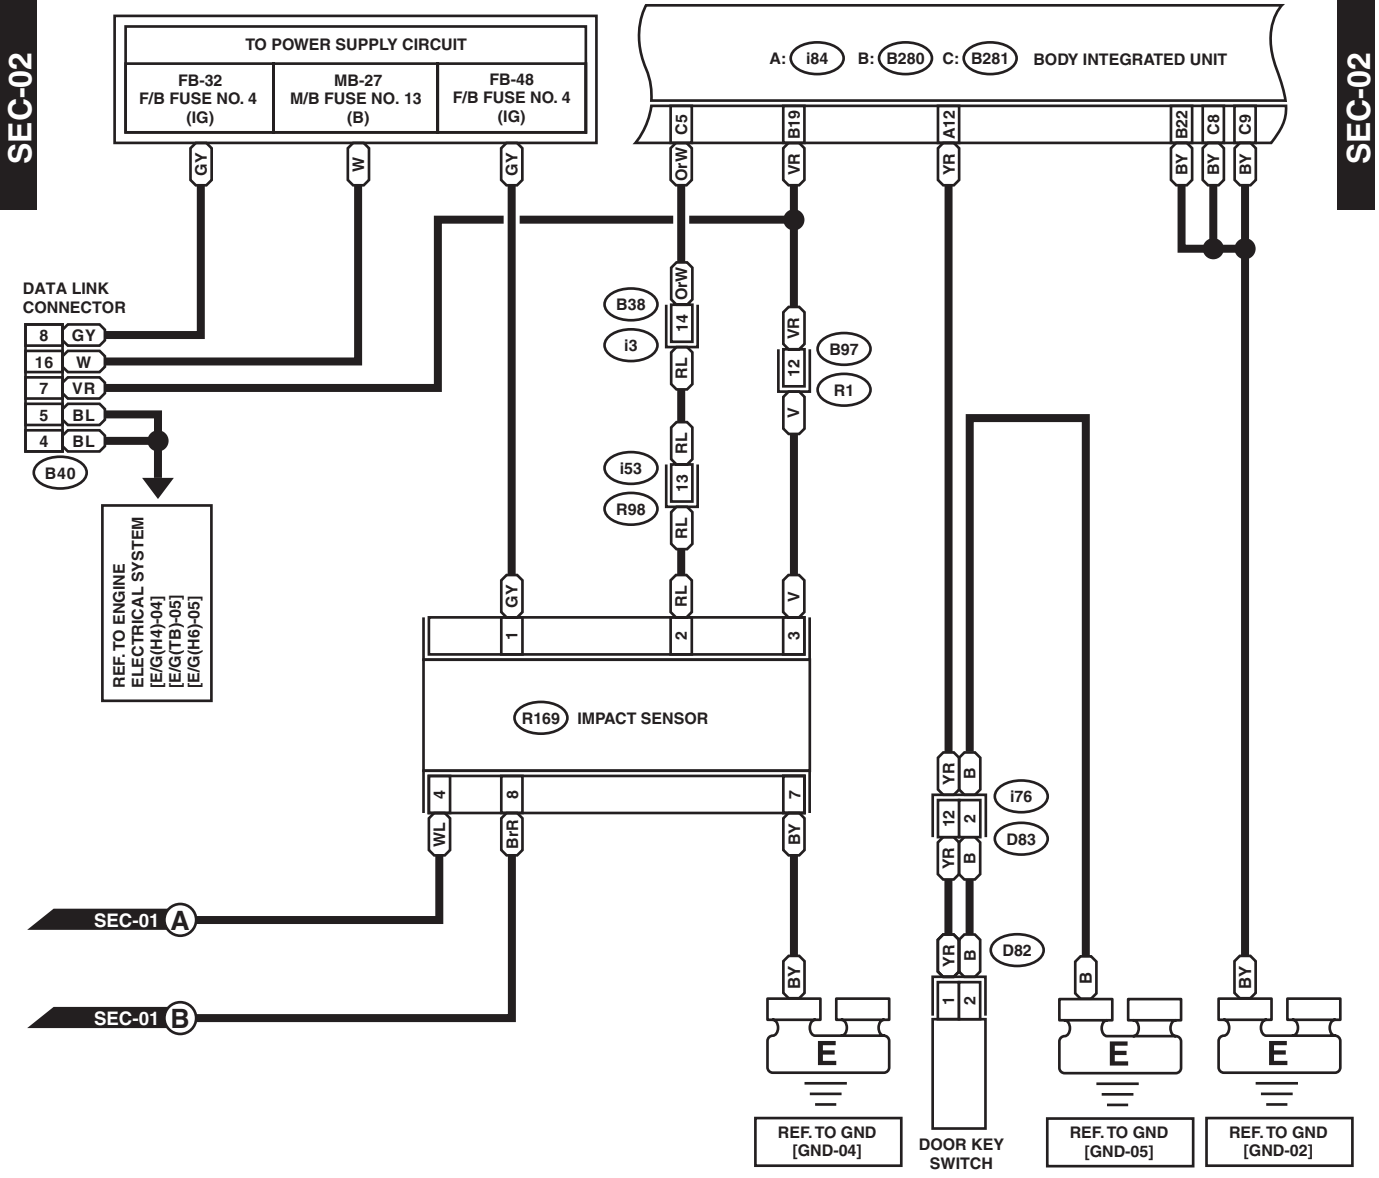 SEC-02
SEC-02
TO POWER SUPPLY CIRCUIT
FB-32
F/B FUSE NO. 4
(IG)
MB-27
M/B FUSE NO. 13
(B)
FB-48
F/B FUSE NO. 4
(IG)
A: i84 B: B280 C: B281 BODY INTEGRATED UNIT
C5
B19
A12
B22
C8
C9
GY
W
GY
OrW
VR
YR
BY
BY
BY
DATA LINK
CONNECTOR
8 GY
16 W
7 VR
5 BL
4 BL
B40
REF. TO ENGINE
ELECTRICAL SYSTEM
[E/G(H4)-04]
[E/G(TB)-05]
[E/G(H6)-05]
OrW
B38
14
i3
RL
RL
i53
13
R98
RL
RL
VR
B97
12
R1
V
V
GY
1
2
3
R169 IMPACT SENSOR
4
8
7
WL
BrR
BY
SEC-01 A
SEC-01 B
YR
B
i76
12
2
D83
YR
B
YR
B
D82
1
2
BY
B
BY
E
E
E
REF. TO GND
[GND-04]
DOOR KEY
SWITCH
REF. TO GND
[GND-05]
REF. TO GND
[GND-02]